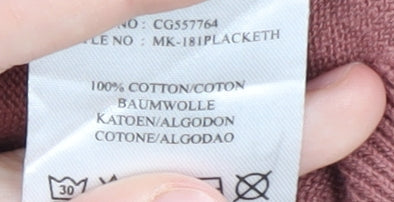 NO : CG557764
LE NO : MK-181PLACKETH
100% COTTON/COTON
BAUMWOLLE
KATOEN/ALGODON
COTONE/ALGODAO
30